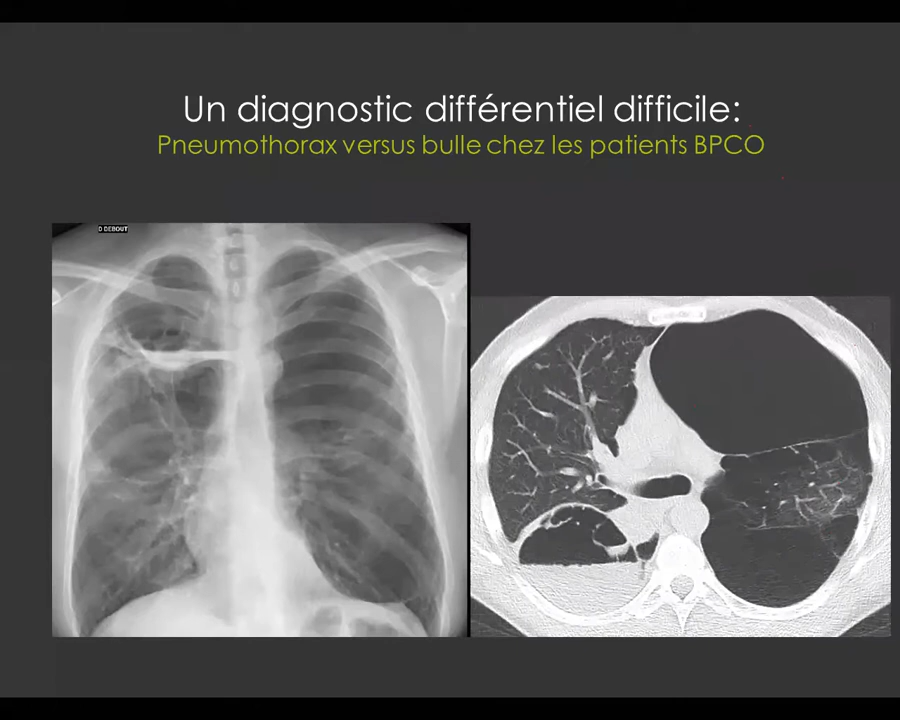 Un diagnostic différentiel difficile:
Pneumothorax versus bulle chez les patients BPCO
D DEBOUT